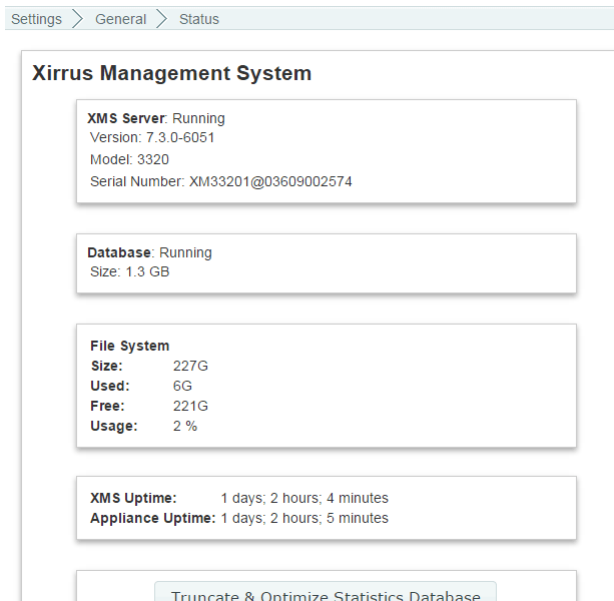 Settings > General > Status
Xirrus Management System
XMS Server: Running
Version: 7.3.0-6051
Model: 3320
Serial Number: XM33201@03609002574
Database: Running
Size: 1.3 GB
File System
Size: 227G
Used: 6G
Free: 221G
Usage: 2 %
XMS Uptime: 1 days; 2 hours; 4 minutes
Appliance Uptime: 1 days; 2 hours; 5 minutes
Truncate & Optimize Statistics Database